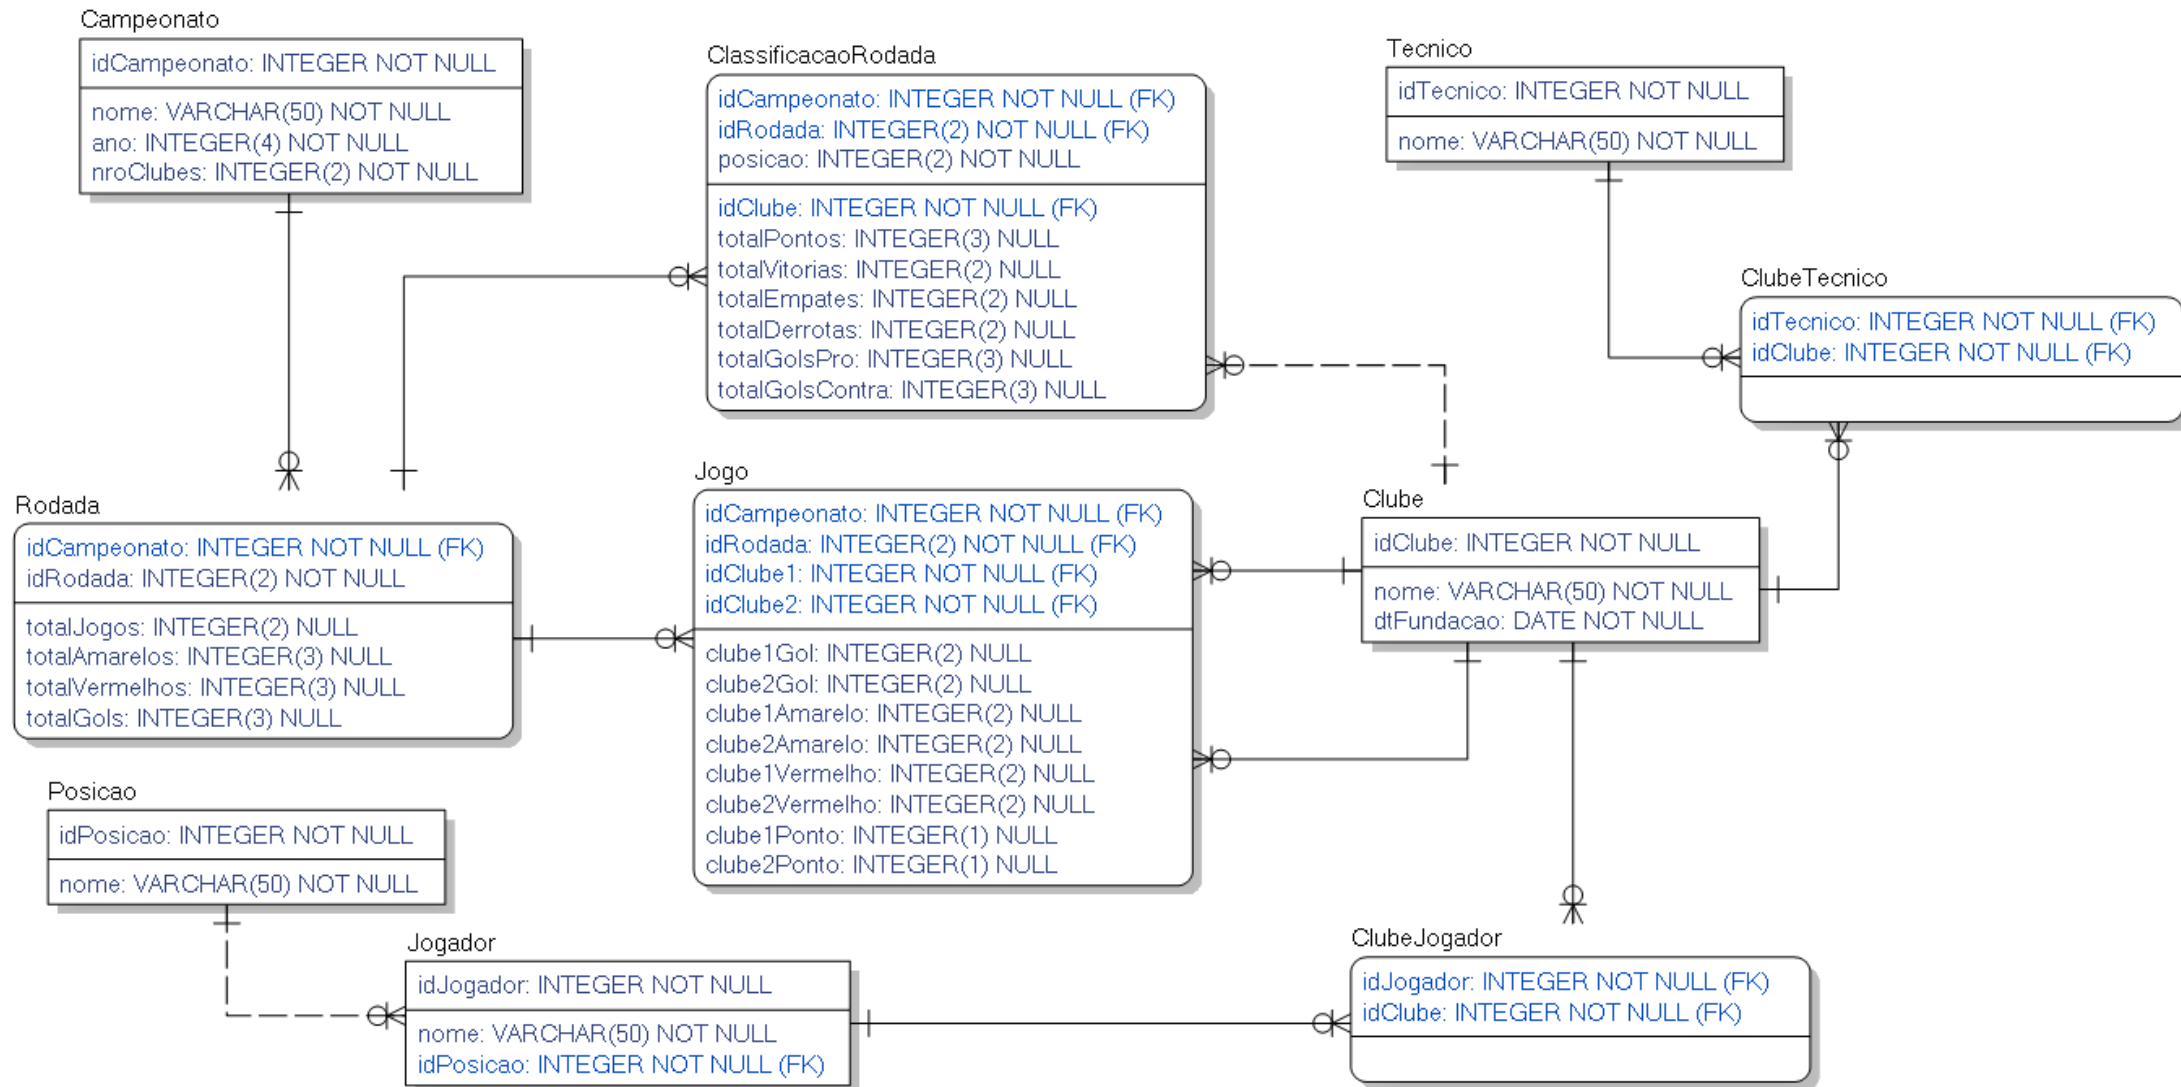 Campeonato
idCampeonato: INTEGER NOT NULL
nome: VARCHAR(50) NOT NULL
ano: INTEGER(4) NOT NULL
nroClubes: INTEGER(2) NOT NULL
ClassificacaoRodada
idCampeonato: INTEGER NOT NULL (FK)
idRodada: INTEGER(2) NOT NULL (FK)
posicao: INTEGER(2) NOT NULL
idClube: INTEGER NOT NULL (FK)
totalPontos: INTEGER(3) NULL
totalVitorias: INTEGER(2) NULL
totalEmpates: INTEGER(2) NULL
totalDerrotas: INTEGER(2) NULL
totalGolsPro: INTEGER(3) NULL
totalGolsContra: INTEGER(3) NULL
Tecnico
idTecnico: INTEGER NOT NULL
nome: VARCHAR(50) NOT NULL
ClubeTecnico
idTecnico: INTEGER NOT NULL (FK)
idClube: INTEGER NOT NULL (FK)
Rodada
idCampeonato: INTEGER NOT NULL (FK)
idRodada: INTEGER(2) NOT NULL
totalJogos: INTEGER(2) NULL
totalAmarelos: INTEGER(3) NULL
totalVermelhos: INTEGER(3) NULL
totalGols: INTEGER(3) NULL
Jogo
idCampeonato: INTEGER NOT NULL (FK)
idRodada: INTEGER(2) NOT NULL (FK)
idClube1: INTEGER NOT NULL (FK)
idClube2: INTEGER NOT NULL (FK)
clube1Gol: INTEGER(2) NULL
clube2Gol: INTEGER(2) NULL
clube1Amarelo: INTEGER(2) NULL
clube2Amarelo: INTEGER(2) NULL
clube1Vermelho: INTEGER(2) NULL
clube2Vermelho: INTEGER(2) NULL
clube1Ponto: INTEGER(1) NULL
clube2Ponto: INTEGER(1) NULL
Clube
idClube: INTEGER NOT NULL
nome: VARCHAR(50) NOT NULL
dtFundacao: DATE NOT NULL
Posicao
idPosicao: INTEGER NOT NULL
nome: VARCHAR(50) NOT NULL
Jogador
idJogador: INTEGER NOT NULL
nome: VARCHAR(50) NOT NULL
idPosicao: INTEGER NOT NULL (FK)
ClubeJogador
idJogador: INTEGER NOT NULL (FK)
idClube: INTEGER NOT NULL (FK)